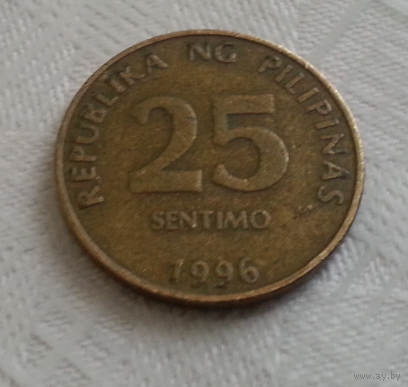 REPUBLIKA NG PILIPINAS
25
SENTIMO
1996
www.ay.by